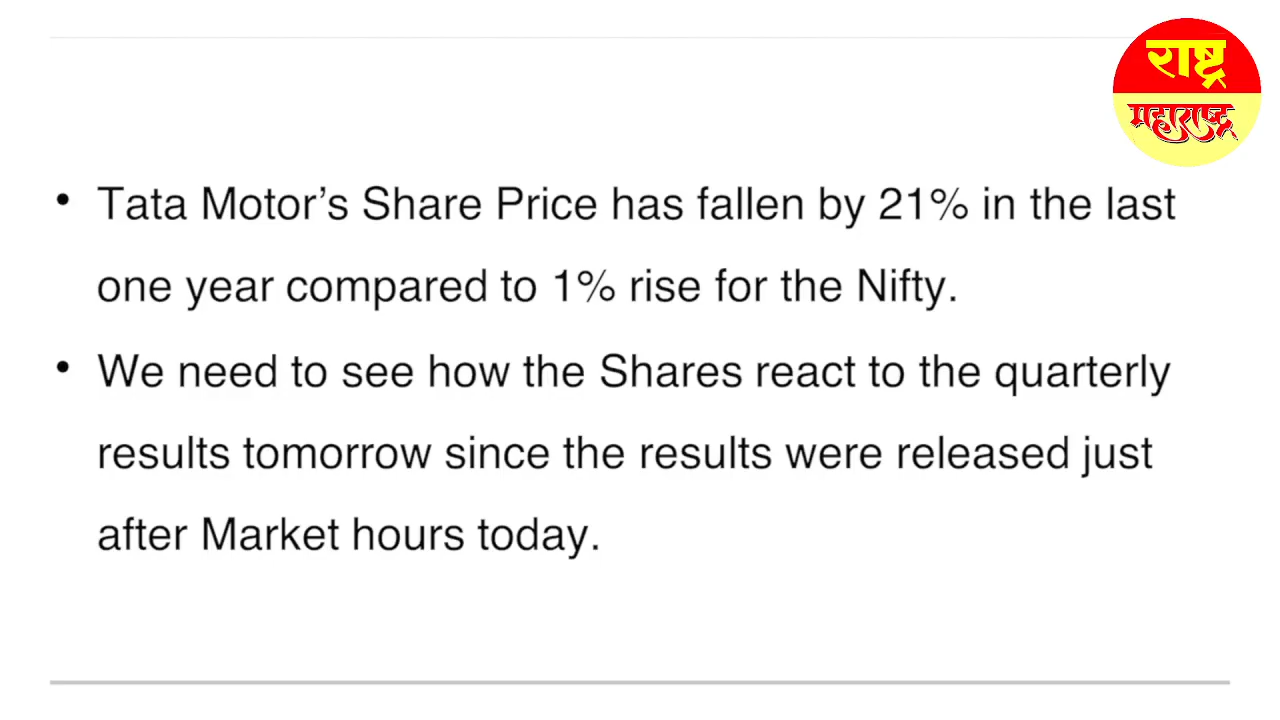 राष्ट्र
महाराष्ट्र
• Tata Motor’s Share Price has fallen by 21% in the last
one year compared to 1% rise for the Nifty.
• We need to see how the Shares react to the quarterly
results tomorrow since the results were released just
after Market hours today.